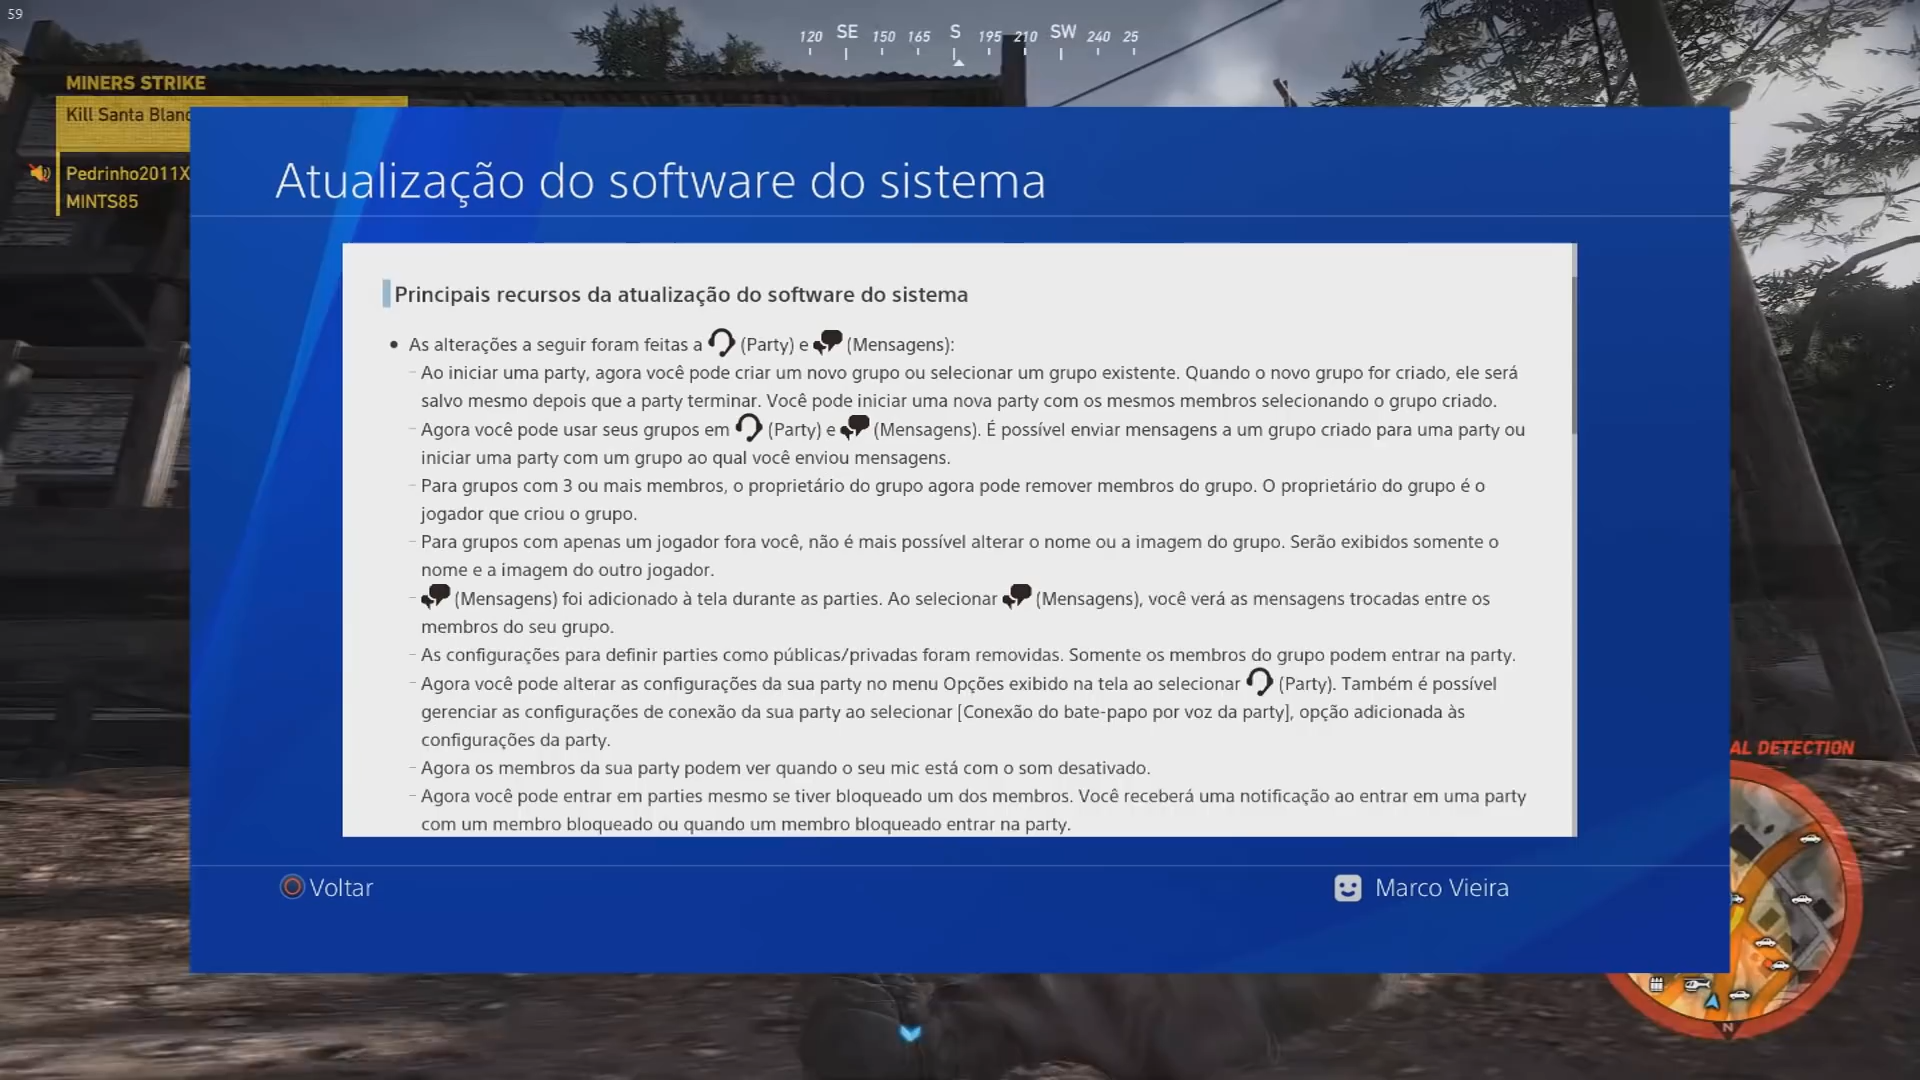 59
120 SE 150 165 S 195 210 SW 240 25
MINERS STRIKE
Kill Santa Blanc
Pedrinho2011X
MINTS85
Atualização do software do sistema
Principais recursos da atualização do software do sistema
• As alterações a seguir foram feitas a (Party) e (Mensagens):
- Ao iniciar uma party, agora você pode criar um novo grupo ou selecionar um grupo existente. Quando o novo grupo for criado, ele será
salvo mesmo depois que a party terminar. Você pode iniciar uma nova party com os mesmos membros selecionando o grupo criado.
- Agora você pode usar seus grupos em (Party) e (Mensagens). É possível enviar mensagens a um grupo criado para uma party ou
iniciar uma party com um grupo ao qual você enviou mensagens.
- Para grupos com 3 ou mais membros, o proprietário do grupo agora pode remover membros do grupo. O proprietário do grupo é o
jogador que criou o grupo.
- Para grupos com apenas um jogador fora você, não é mais possível alterar o nome ou a imagem do grupo. Serão exibidos somente o
nome e a imagem do outro jogador.
- (Mensagens) foi adicionado à tela durante as parties. Ao selecionar (Mensagens), você verá as mensagens trocadas entre os
membros do seu grupo.
- As configurações para definir parties como públicas/privadas foram removidas. Somente os membros do grupo podem entrar na party.
- Agora você pode alterar as configurações da sua party no menu Opções exibido na tela ao selecionar (Party). Também é possível
gerenciar as configurações de conexão da sua party ao selecionar [Conexão do bate-papo por voz da party], opção adicionada às
configurações da party.
- Agora os membros da sua party podem ver quando o seu mic está com o som desativado.
- Agora você pode entrar em parties mesmo se tiver bloqueado um dos membros. Você receberá uma notificação ao entrar em uma party
com um membro bloqueado ou quando um membro bloqueado entrar na party.
AL DETECTION
Voltar
Marco Vieira
N